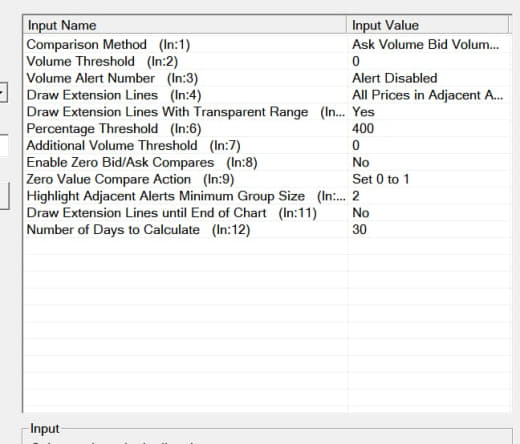 Input Name Input Value
Comparison Method (In:1) Ask Volume Bid Volum...
Volume Threshold (In:2) 0
Volume Alert Number (In:3) Alert Disabled
Draw Extension Lines (In:4) All Prices in Adjacent A...
Draw Extension Lines With Transparent Range (In... Yes
Percentage Threshold (In:6) 400
Additional Volume Threshold (In:7) 0
Enable Zero Bid/Ask Compares (In:8) No
Zero Value Compare Action (In:9) Set 0 to 1
Highlight Adjacent Alerts Minimum Group Size (In:... 2
Draw Extension Lines until End of Chart (In:11) No
Number of Days to Calculate (In:12) 30
Input